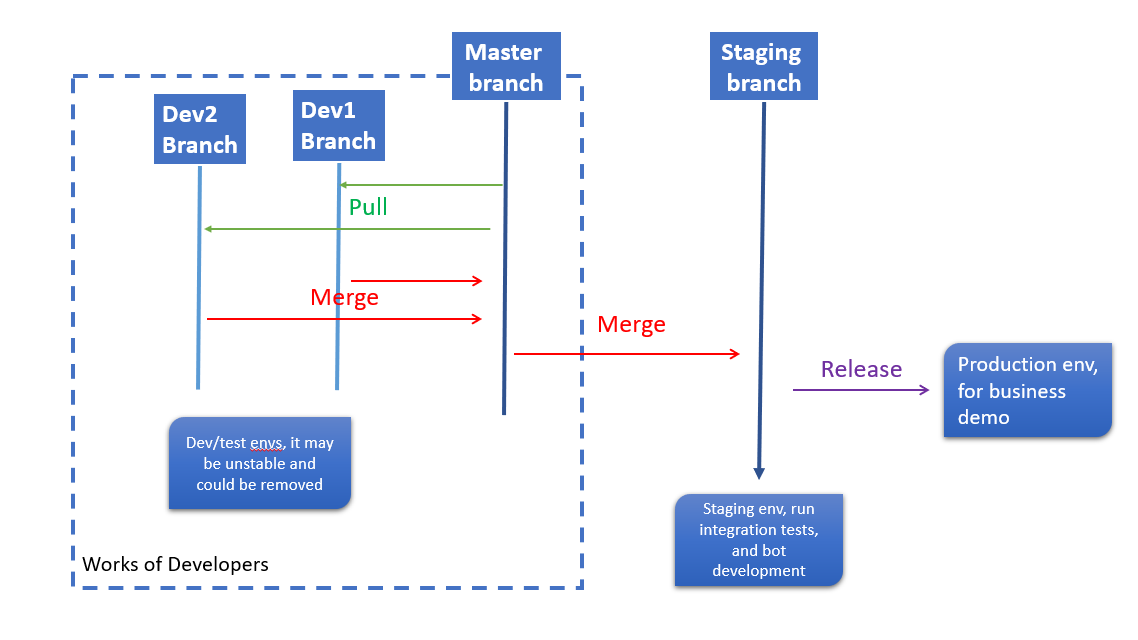 Master
branch
Staging
branch
Dev2
Branch
Dev1
Branch
Pull
Merge
Merge
Release
Production env,
for business
demo
Dev/test envs, it may
be unstable and
could be removed
Staging env, run
integration tests,
and bot
development
Works of Developers